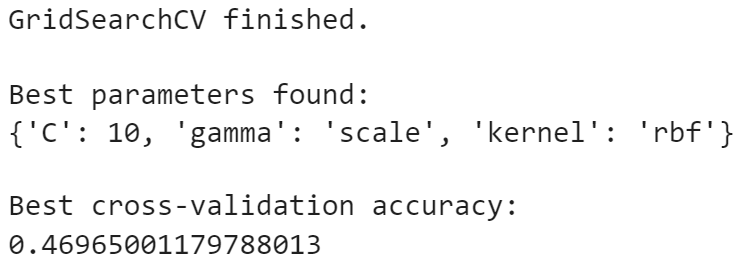 GridSearchCV finished.
Best parameters found:
{'C': 10, 'gamma': 'scale', 'kernel': 'rbf'}
Best cross-validation accuracy:
0.46965001179788013